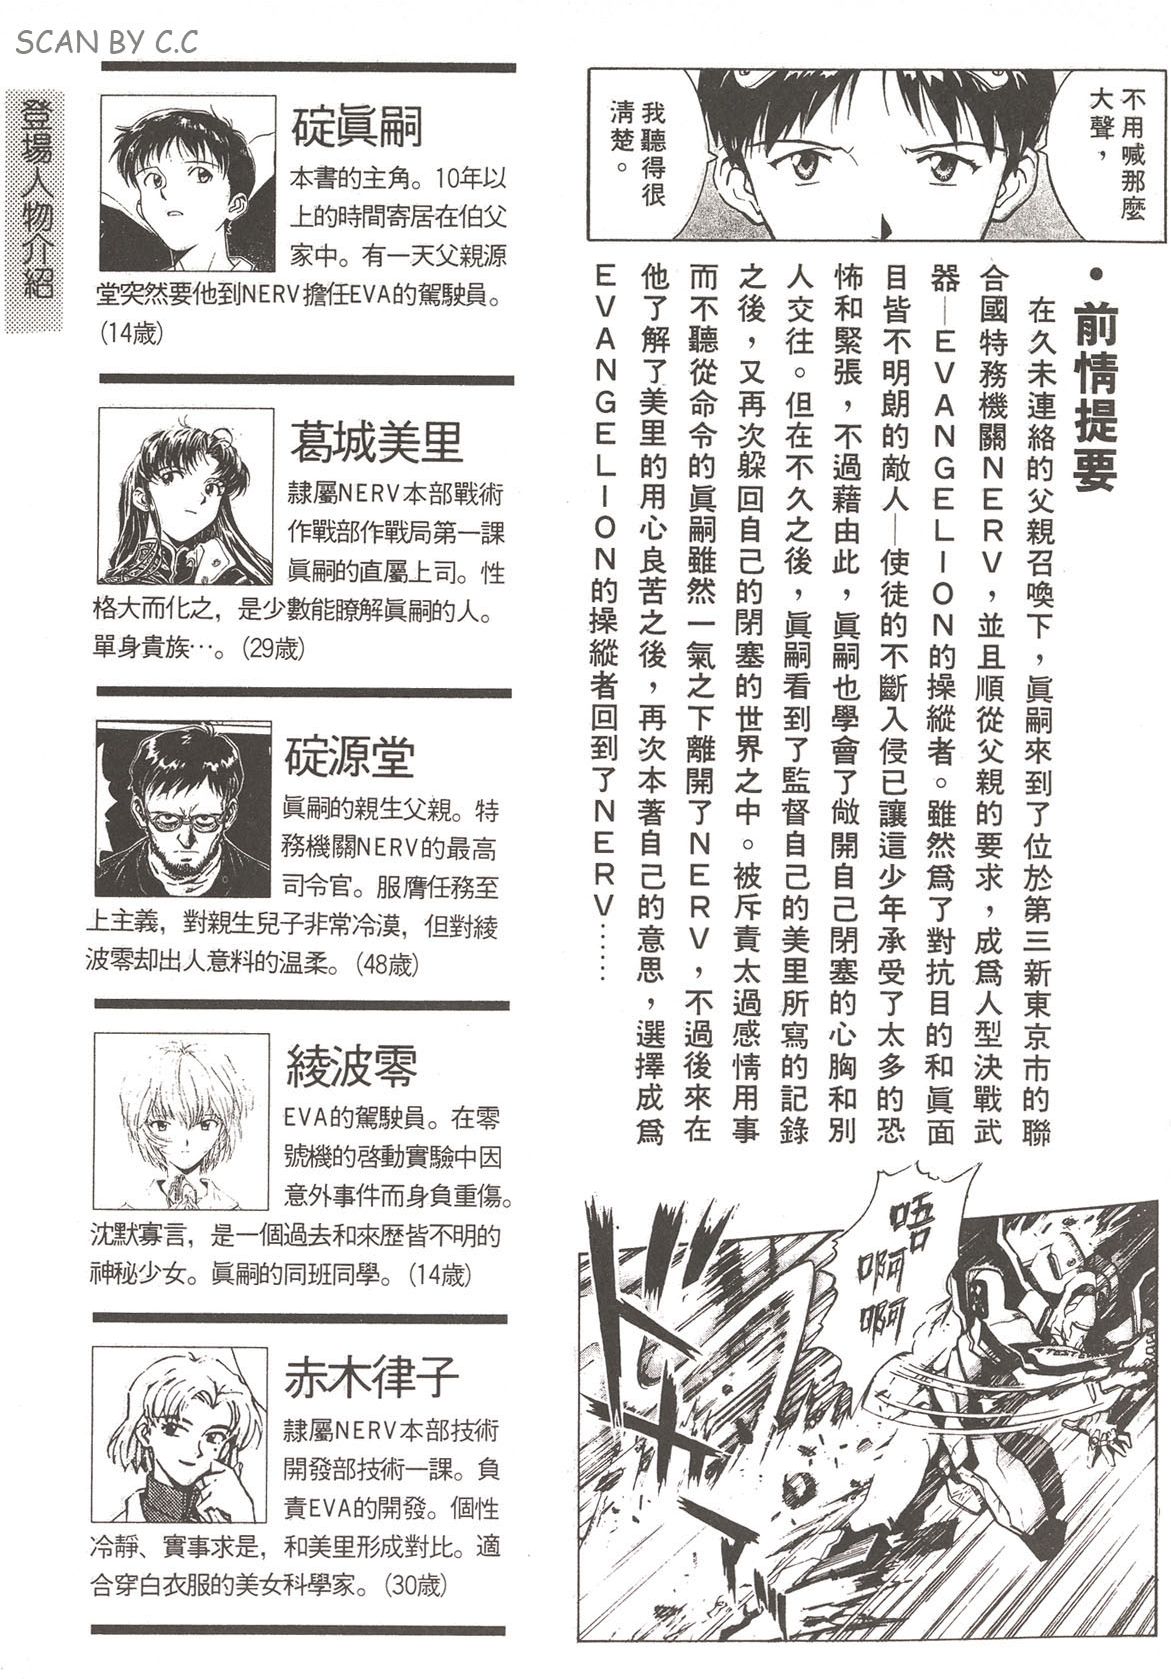 SCAN BY C.C
不用喊那麼
大聲，
我聽得很
清楚。
•前情提要
在久未連絡的父親召喚下，眞嗣來到了位於第三新東京市的聯
合國特務機關NERV，並且順從父親的要求，成爲人型決戰武
器—EVANGELION的操縱者。雖然爲了對抗目的和眞面
目皆不明朗的敵人—使徒的不斷入侵已讓這少年承受了太多的恐
怖和緊張，不過藉由此，眞嗣也學會了敞開自己閉塞的心胸和別
人交往。但在不久之後，眞嗣看到了監督自己的美里所寫的記錄
之後，又再次躲回自己的閉塞的世界之中。被斥責太過感情用事
而不聽從命令的眞嗣雖然一氣之下離開了NERV，不過後來在
他了解了美里的用心良苦之後，再次本著自己的意思，選擇成爲
EVANGELION的操縱者回到了NERV……
唔
啊
啊
登場人物介紹
碇眞嗣
本書的主角。10年以
上的時間寄居在伯父
家中。有一天父親源
堂突然要他到NERV擔任EVA的駕駛員。
(14歲)
葛城美里
隸屬NERV本部戰術
作戰部作戰局第一課
眞嗣的直屬上司。性
格大而化之，是少數能瞭解眞嗣的人。
單身貴族…。(29歲)
碇源堂
眞嗣的親生父親。特
務機關NERV的最高
司令官。服膺任務至
上主義，對親生兒子非常冷漠，但對綾
波零却出人意料的溫柔。(48歲)
綾波零
EVA的駕駛員。在零
號機的啓動實驗中因
意外事件而身負重傷。
沈默寡言，是一個過去和來歷皆不明的
神秘少女。眞嗣的同班同學。(14歲)
赤木律子
隸屬NERV本部技術
開發部技術一課。負
責EVA的開發。個性
冷靜、實事求是，和美里形成對比。適
合穿白衣服的美女科學家。(30歲)